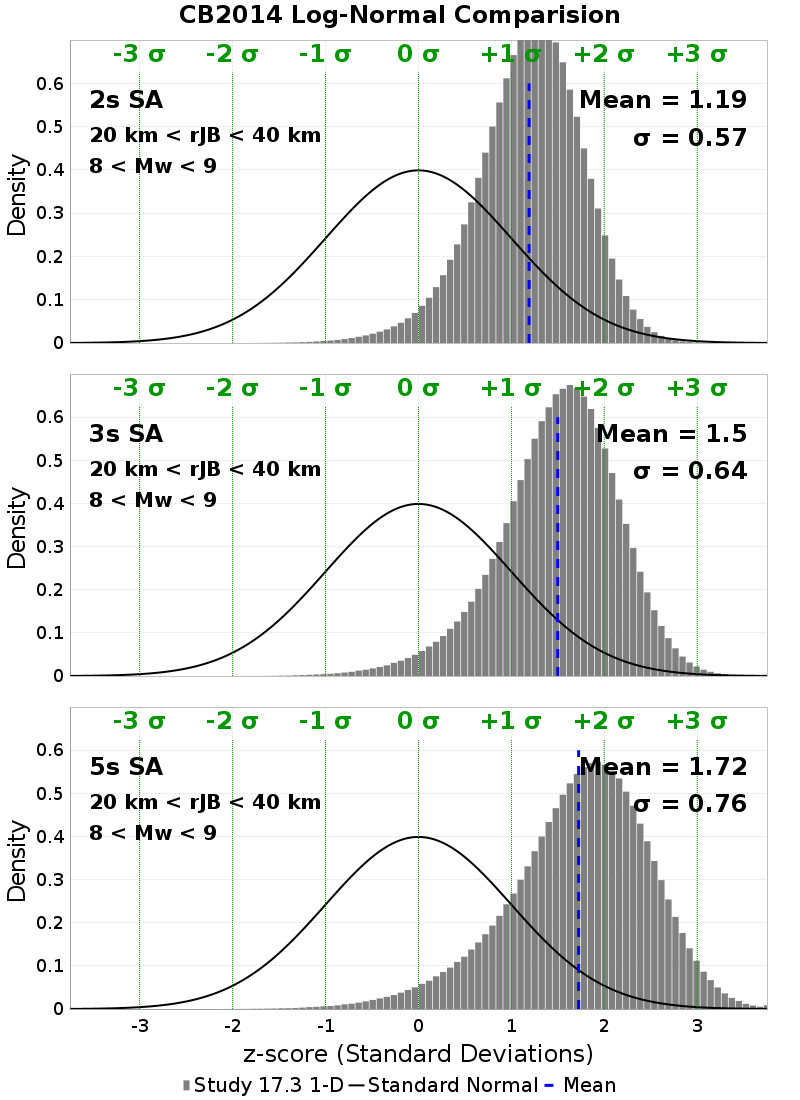 CB2014 Log-Normal Comparision
-3 σ -2 σ -1 σ 0 σ +1 σ +2 σ +3 σ
2s SA
Mean = 1.19
20 km < rJB < 40 km
σ = 0.57
8 < Mw < 9
Density
0.6
0.5
0.4
0.3
0.2
0.1
0
-3 σ -2 σ -1 σ 0 σ +1 σ +2 σ +3 σ
3s SA
Mean = 1.5
20 km < rJB < 40 km
σ = 0.64
8 < Mw < 9
Density
0.6
0.5
0.4
0.3
0.2
0.1
0
-3 σ -2 σ -1 σ 0 σ +1 σ +2 σ +3 σ
5s SA
Mean = 1.72
20 km < rJB < 40 km
σ = 0.76
8 < Mw < 9
Density
0.6
0.5
0.4
0.3
0.2
0.1
0
-3 -2 -1 0 1 2 3
z-score (Standard Deviations)
Study 17.3 1-D Standard Normal Mean